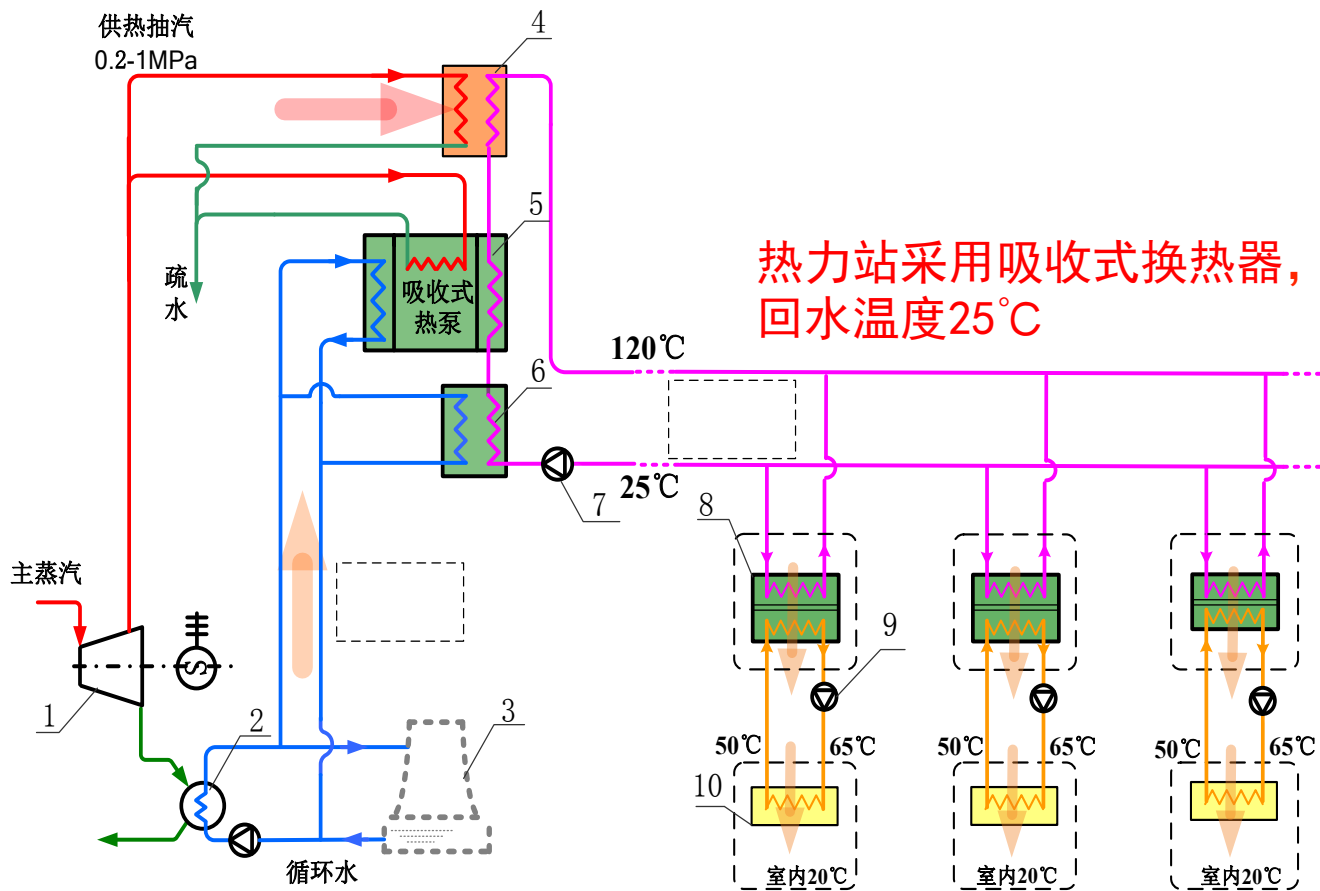 供热抽汽
0.2-1MPa
4
5
疏水
吸收式
热泵
热力站采用吸收式换热器，
回水温度25℃
120℃
6
25℃
7
8
主蒸汽
S
1
2
3
9
50℃ 65℃ 50℃ 65℃ 50℃ 65℃
10
循环水
室内20℃ 室内20℃ 室内20℃